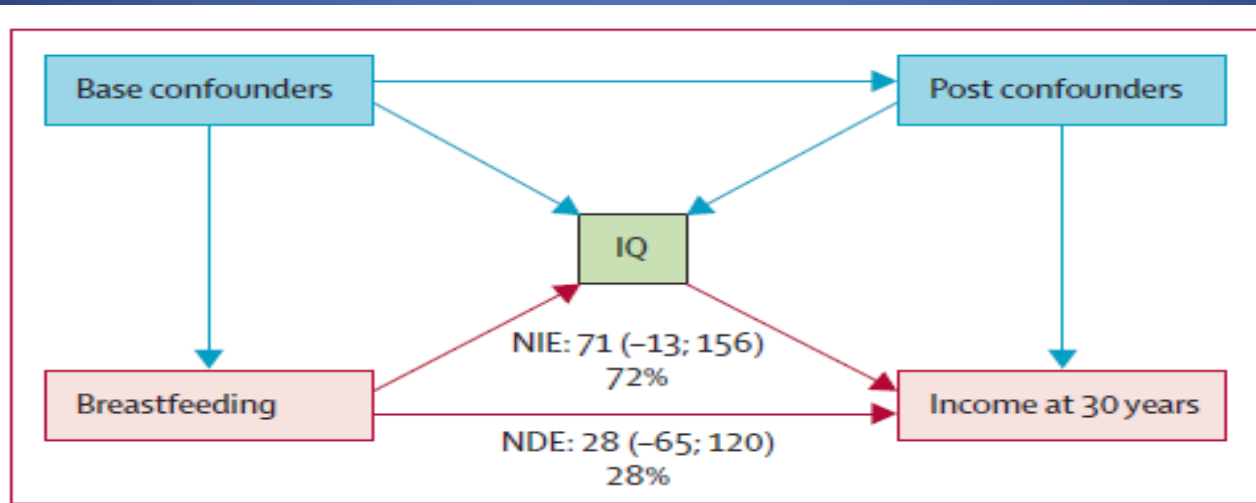 Base confounders
Post confounders
IQ
NIE: 71 (–13; 156)
72%
Breastfeeding
Income at 30 years
NDE: 28 (–65; 120)
28%